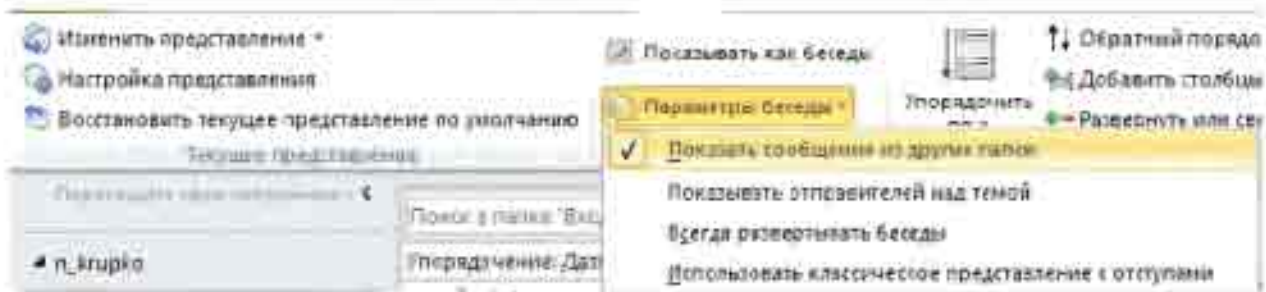 Изменить представление
Настройка представления
Восстановить текущее представление по умолчанию
Текущее представление
Показывать как беседы
Параметры беседы
Упорядочить
Обратный порядо
Добавить столбцы
Развернуть или св
Показать сообщения из других папок
Показывать отправителей над темой
Всегда развертывать беседы
Использовать классическое представление с отступами
Поиск в папке "Вхо
n_krupko
Упорядочение: Дат